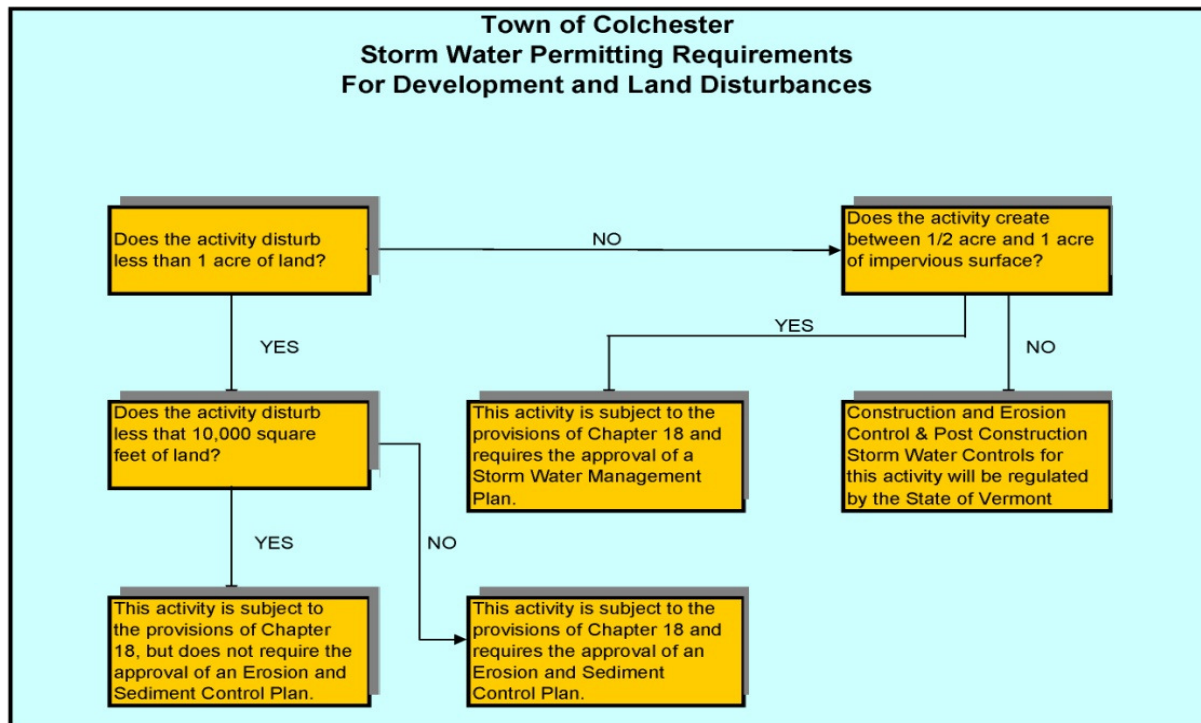 Town of Colchester
Storm Water Permitting Requirements
For Development and Land Disturbances
Does the activity disturb
less than 1 acre of land?
NO
Does the activity create
between 1/2 acre and 1 acre
of impervious surface?
YES
YES
NO
Does the activity disturb
less that 10,000 square
feet of land?
This activity is subject to the
provisions of Chapter 18 and
requires the approval of a
Storm Water Management
Plan.
Construction and Erosion
Control & Post Construction
Storm Water Controls for
this activity will be regulated
by the State of Vermont
YES
NO
This activity is subject to
the provisions of Chapter
18, but does not require the
approval of an Erosion and
Sediment Control Plan.
This activity is subject to the
provisions of Chapter 18 and
requires the approval of an
Erosion and Sediment
Control Plan.